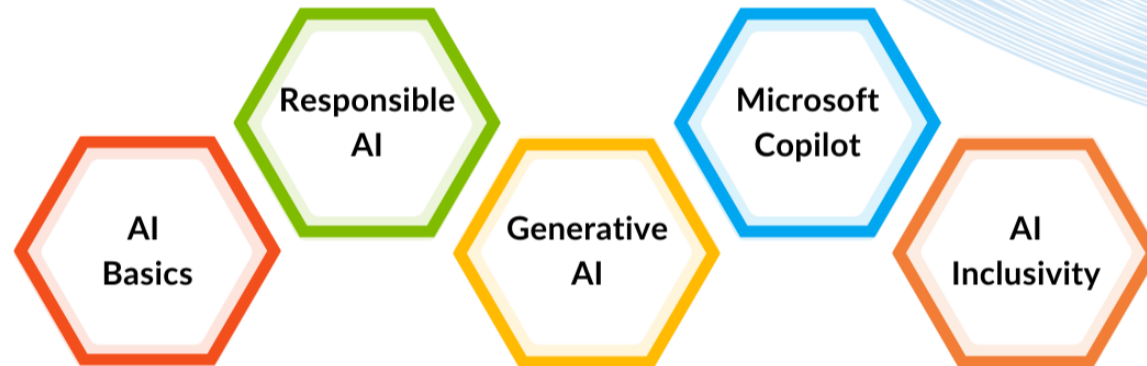 AI
Basics
Responsible
AI
Generative
AI
Microsoft
Copilot
AI
Inclusivity